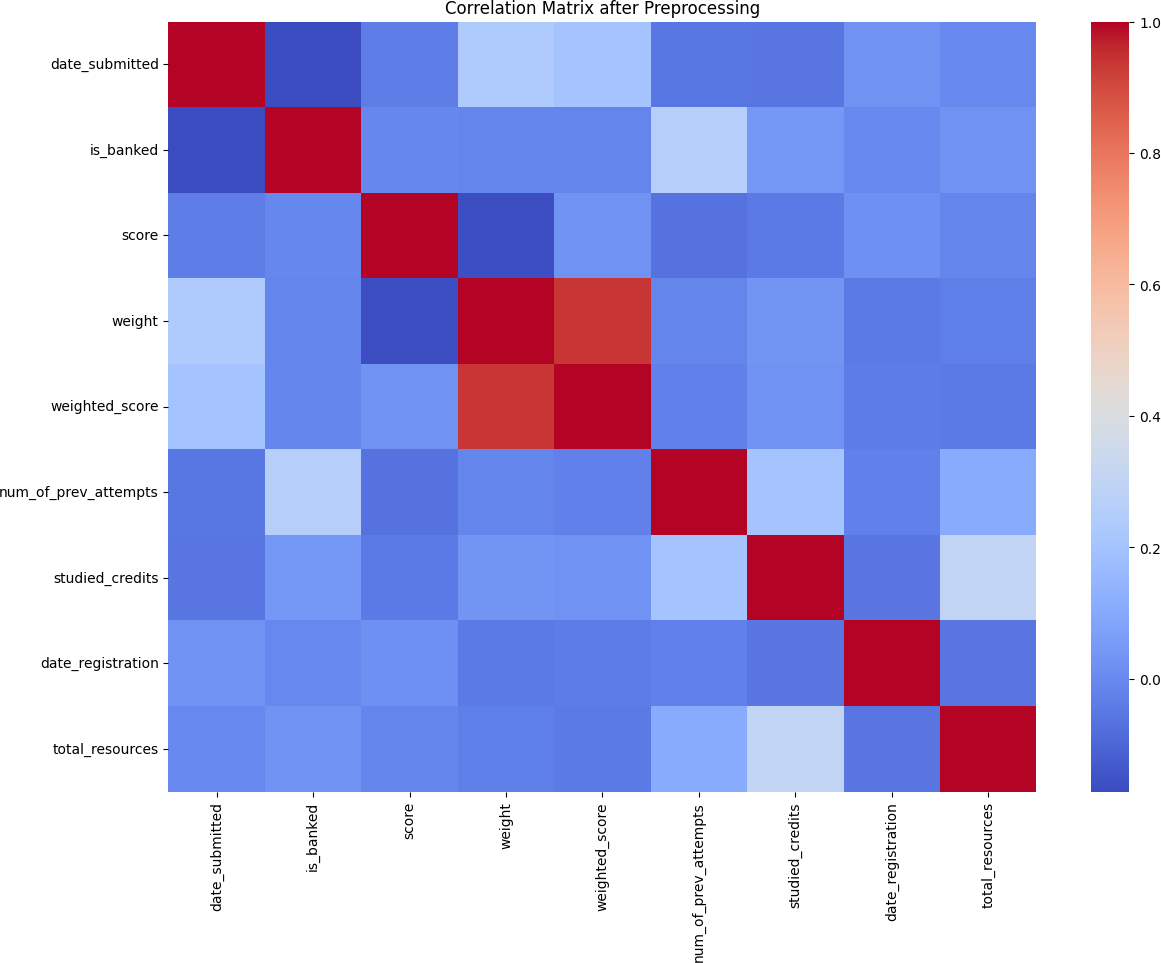 Correlation Matrix after Preprocessing
date_submitted
is_banked
score
weight
weighted_score
num_of_prev_attempts
studied_credits
date_registration
total_resources
date_submitted
is_banked
score
weight
weighted_score
num_of_prev_attempts
studied_credits
date_registration
total_resources
1.0
0.8
0.6
0.4
0.2
0.0